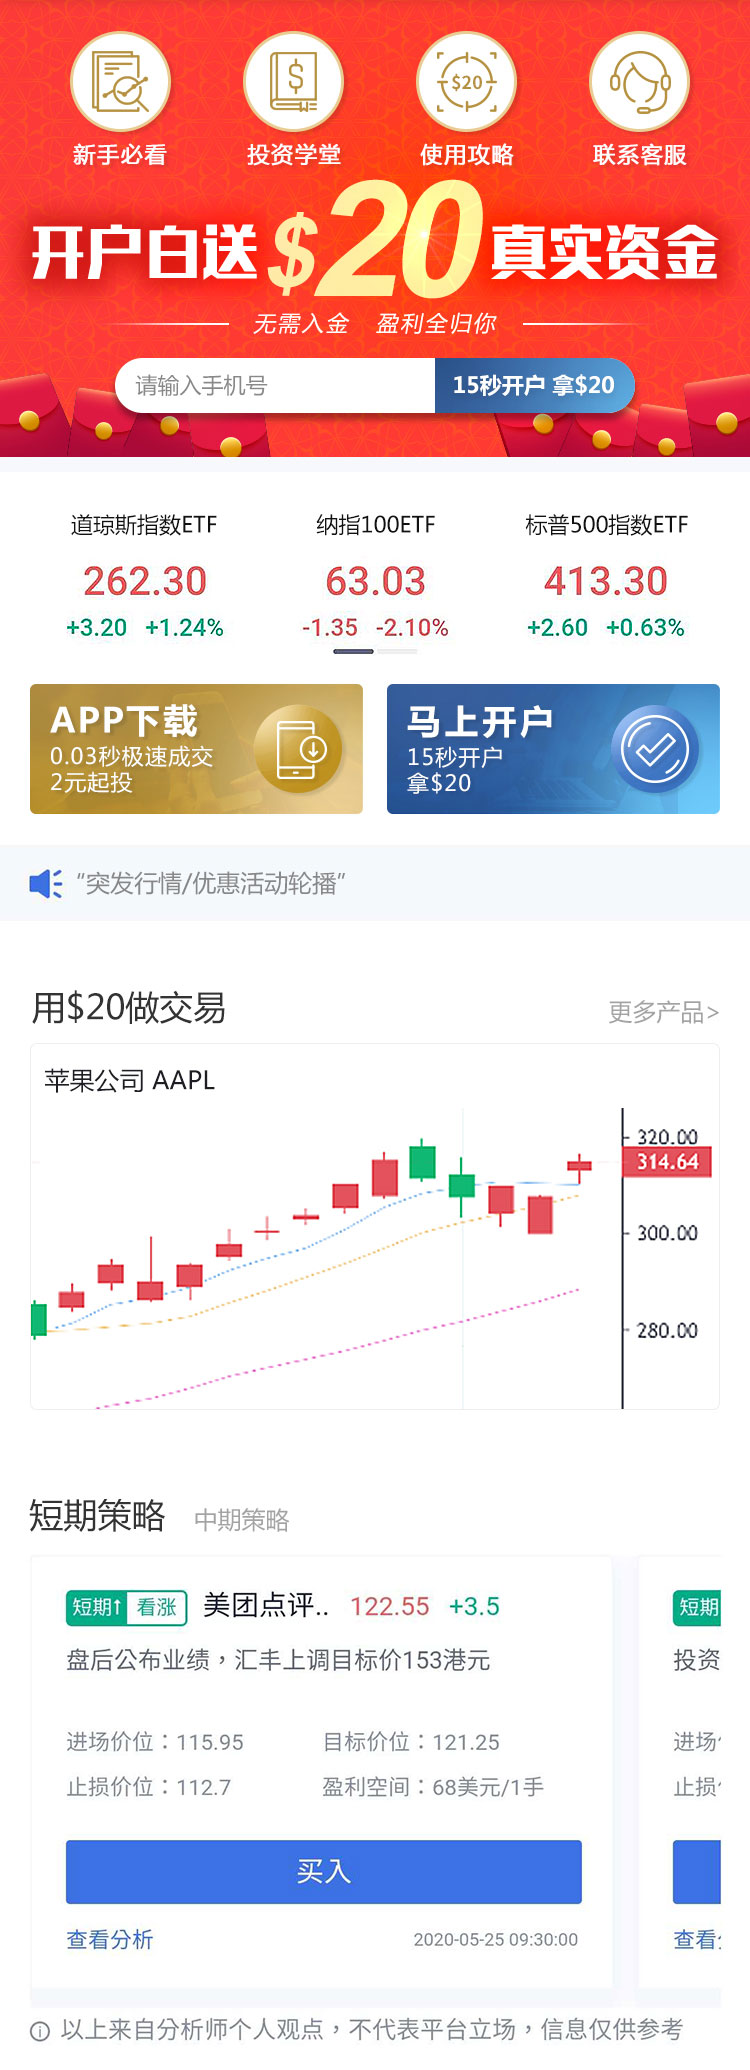 $20
新手必看 投资学堂 使用攻略 联系客服
开户白送$20真实资金
无需入金 盈利全归你
请输入手机号 15秒开户 拿$20
道琼斯指数ETF 纳指100ETF 标普500指数ETF
262.30 63.03 413.30
+3.20 +1.24% -1.35 -2.10% +2.60 +0.63%
APP下载
0.03秒极速成交
2元起投
马上开户
15秒开户
拿$20
“突发行情/优惠活动轮播”
用$20做交易 更多产品>
苹果公司 AAPL
320.00
314.64
300.00
280.00
短期策略 中期策略
短期↑ 看涨 美团点评.. 122.55 +3.5 短期
盘后公布业绩，汇丰上调目标价153港元 投资
进场价位：115.95 目标价位：121.25 进场
止损价位：112.7 盈利空间：68美元/1手 止损
买入
查看分析 2020-05-25 09:30:00 查看
以上来自分析师个人观点，不代表平台立场，信息仅供参考